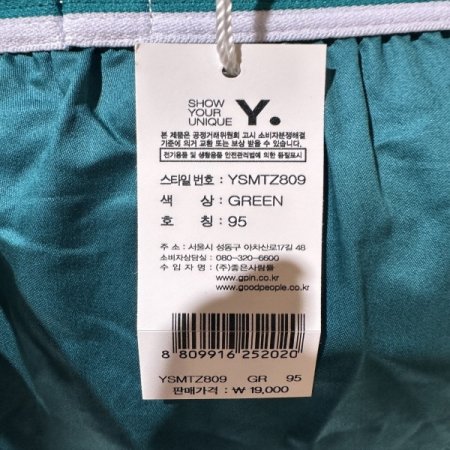 SHOW
YOUR
UNIQUE
Y.
본 제품은 공정거래위원회 고시 소비자분쟁해결
기준에 의거 교환 또는 보상 받을 수 있습니다.
전기용품 및 생활용품 안전관리법에 의한 품질표시
스타일 번호 : YSMTZ809
색 상 : GREEN
호 칭 : 95
주 소 : 서울시 성동구 아차산로17길 48
소비자상담실 : 080-320-6600
수 입 자 명 : (주)좋은사람들
www.gpin.co.kr
www.goodpeople.co.kr
8 809916 252020
YSMTZ809 GR 95
판매가격 : ₩ 19,000